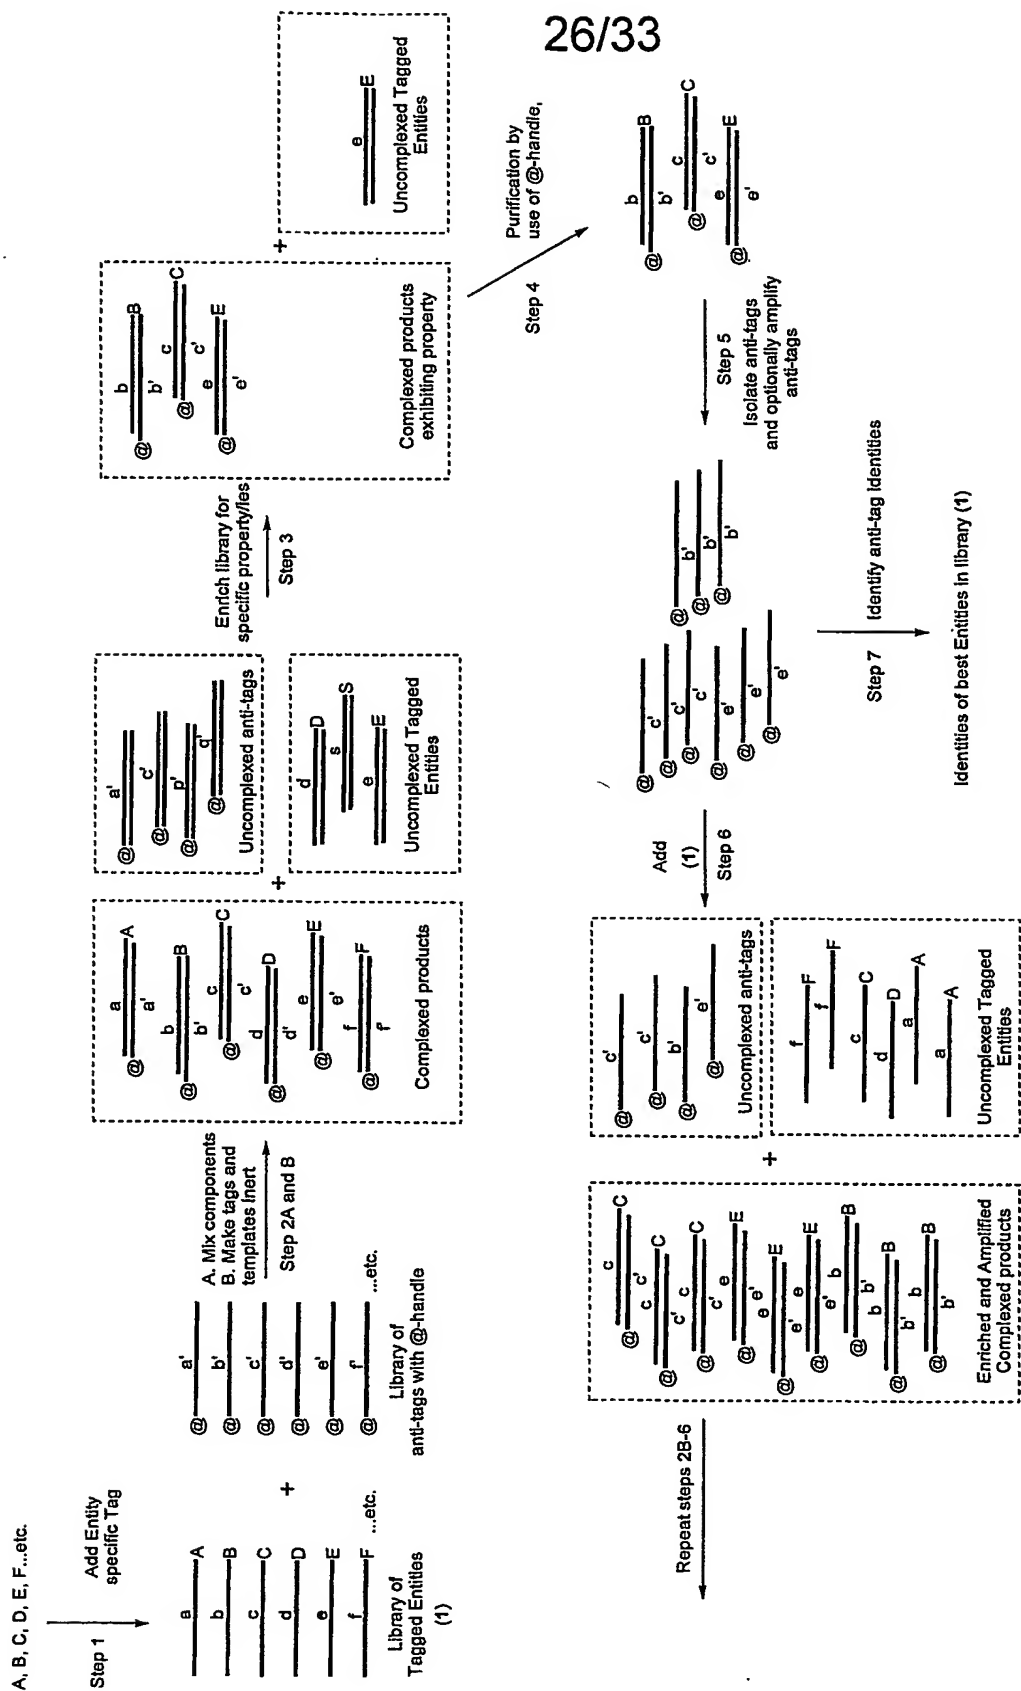 26/33
A, B, C, D, E, F...etc.
Step 1
Add Entity
specific Tag
a
A
b
B
c
C
d
D
e
E
f
F ...etc.
Library of
Tagged Entities
(1)
+
@ a'
@ b'
@ c'
@ d'
@ e'
@ f' ...etc.
Library of
anti-tags with @-handle
A. Mix components
B. Make tags and
templates inert
Step 2A and B
a
A
@ a'
b
B
@ b'
c
C
@ c'
d
D
@ d'
e
E
@ e'
f
F
@ f'
Complexed products
+
@ a'
@ c'
@ p'
@ q'
Uncomplexed anti-tags
d
D
s
S
e
E
Uncomplexed Tagged
Entities
Enrich library for
specific property/ies
Step 3
b
B
@ b'
c
C
@ c'
e
E
@ e'
Complexed products
exhibiting property
+
e
E
Uncomplexed Tagged
Entities
Step 4
Purification by
use of @-handle,
b
B
@ b'
c
C
@ c'
e
E
@ e'
Step 5
Isolate anti-tags
and optionally amplify
anti-tags
@ b'
@ b'
@ b'
@ c'
@ c'
@ c'
@ e'
@ e'
@ e'
Step 7
Identify anti-tag identities
Identities of best Entities in library (1)
Add
(1)
Step 6
@ c'
@ c'
@ b'
@ e'
Uncomplexed anti-tags
f
F
f
F
c
C
d
D
a
A
a
A
Uncomplexed Tagged
Entities
+
c
C
@ c'
c
C
@ c'
c
C
@ c'
e
E
@ e'
e
E
@ e'
e
E
@ e'
b
B
@ b'
b
B
@ b'
b
B
@ b'
Enriched and Amplified
Complexed products
Repeat steps 2B-6